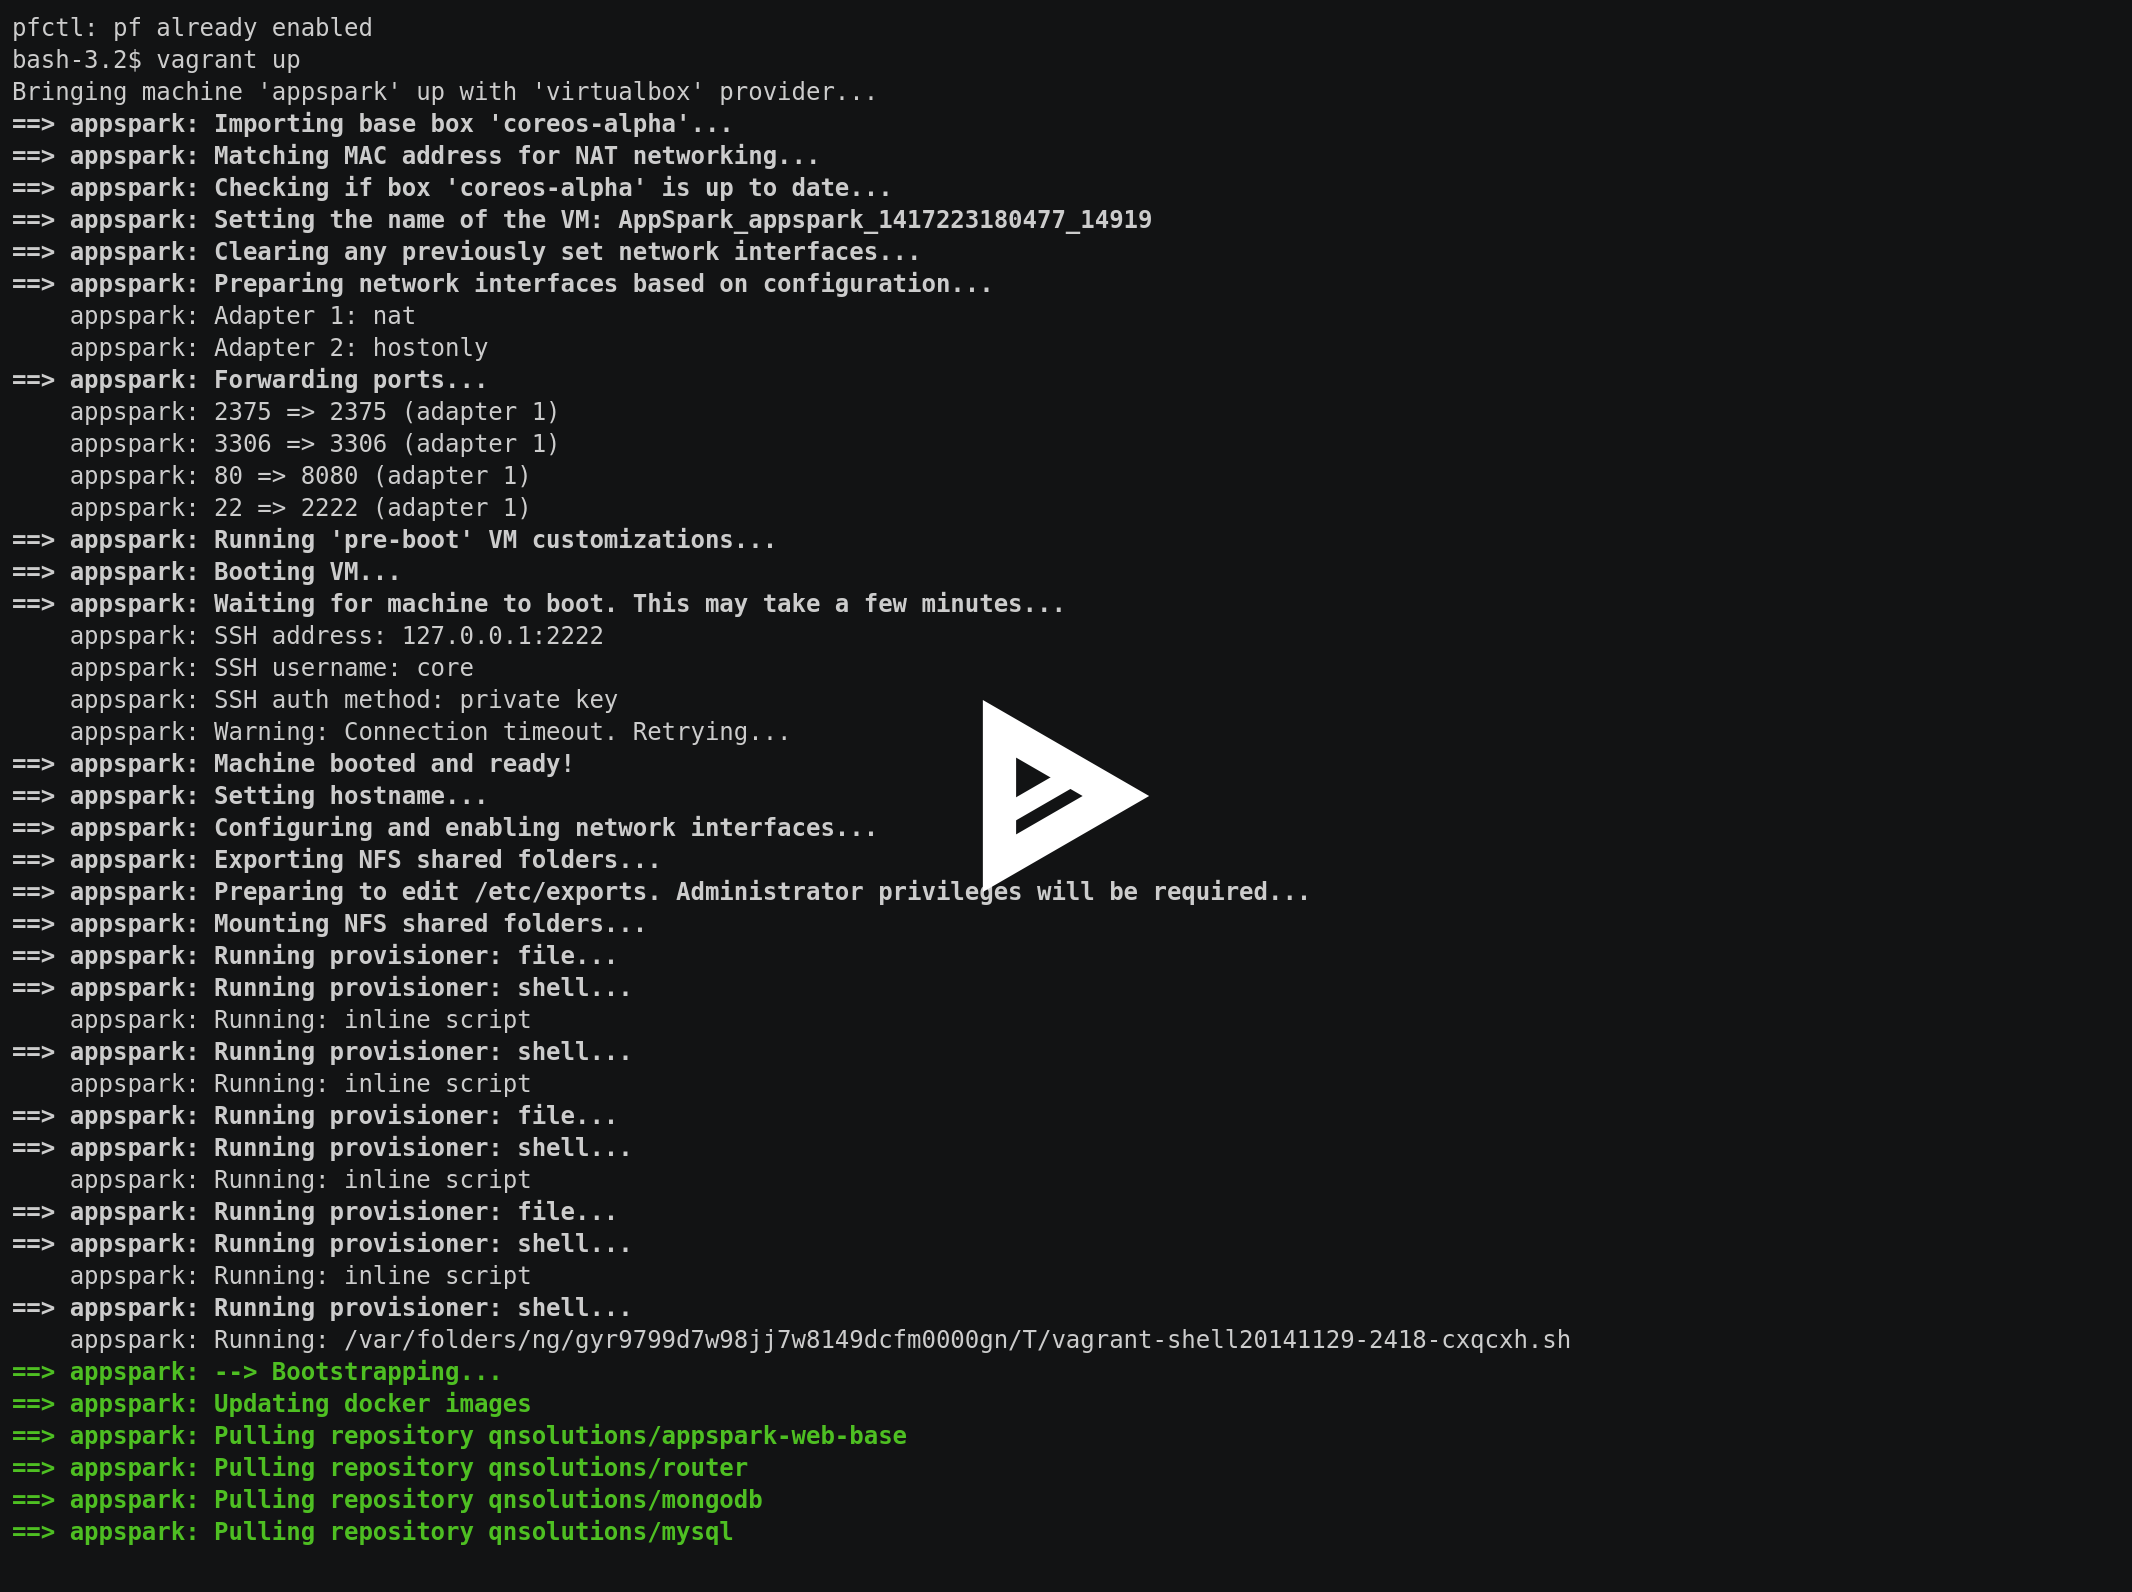 pfctl: pf already enabled
bash-3.2$ vagrant up
Bringing machine 'appspark' up with 'virtualbox' provider...
==> appspark: Importing base box 'coreos-alpha'...
==> appspark: Matching MAC address for NAT networking...
==> appspark: Checking if box 'coreos-alpha' is up to date...
==> appspark: Setting the name of the VM: AppSpark_appspark_1417223180477_14919
==> appspark: Clearing any previously set network interfaces...
==> appspark: Preparing network interfaces based on configuration...
    appspark: Adapter 1: nat
    appspark: Adapter 2: hostonly
==> appspark: Forwarding ports...
    appspark: 2375 => 2375 (adapter 1)
    appspark: 3306 => 3306 (adapter 1)
    appspark: 80 => 8080 (adapter 1)
    appspark: 22 => 2222 (adapter 1)
==> appspark: Running 'pre-boot' VM customizations...
==> appspark: Booting VM...
==> appspark: Waiting for machine to boot. This may take a few minutes...
    appspark: SSH address: 127.0.0.1:2222
    appspark: SSH username: core
    appspark: SSH auth method: private key
    appspark: Warning: Connection timeout. Retrying...
==> appspark: Machine booted and ready!
==> appspark: Setting hostname...
==> appspark: Configuring and enabling network interfaces...
==> appspark: Exporting NFS shared folders...
==> appspark: Preparing to edit /etc/exports. Administrator privileges will be required...
==> appspark: Mounting NFS shared folders...
==> appspark: Running provisioner: file...
==> appspark: Running provisioner: shell...
    appspark: Running: inline script
==> appspark: Running provisioner: shell...
    appspark: Running: inline script
==> appspark: Running provisioner: file...
==> appspark: Running provisioner: shell...
    appspark: Running: inline script
==> appspark: Running provisioner: file...
==> appspark: Running provisioner: shell...
    appspark: Running: inline script
==> appspark: Running provisioner: shell...
    appspark: Running: /var/folders/ng/gyr9799d7w98jj7w8149dcfm0000gn/T/vagrant-shell20141129-2418-cxqcxh.sh
==> appspark: --> Bootstrapping...
==> appspark: Updating docker images
==> appspark: Pulling repository qnsolutions/appspark-web-base
==> appspark: Pulling repository qnsolutions/router
==> appspark: Pulling repository qnsolutions/mongodb
==> appspark: Pulling repository qnsolutions/mysql